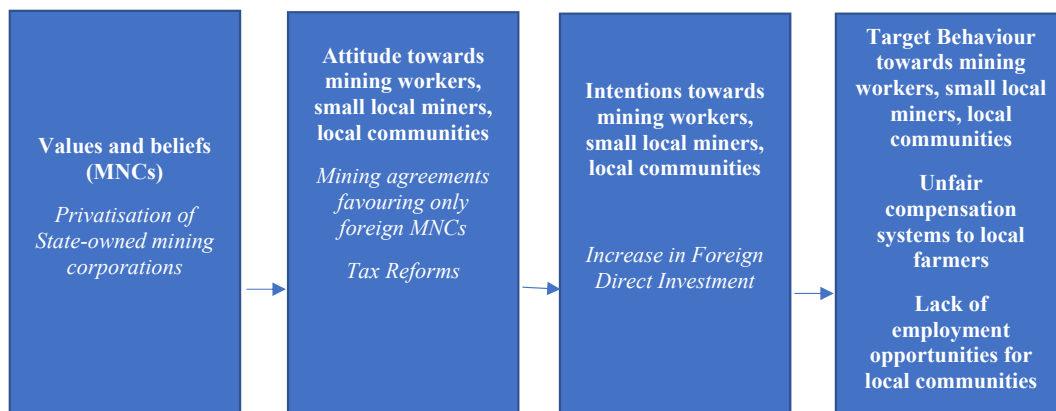 Values and beliefs
(MNCs)
Privatisation of
State-owned mining
corporations
Attitude towards
mining workers,
small local miners,
local communities
Mining agreements
favouring only
foreign MNCs
Tax Reforms
Intentions towards
mining workers,
small local miners,
local communities
Increase in Foreign
Direct Investment
Target Behaviour
towards mining
workers, small local
miners, local
communities
Unfair
compensation
systems to local
farmers
Lack of
employment
opportunities for
local communities